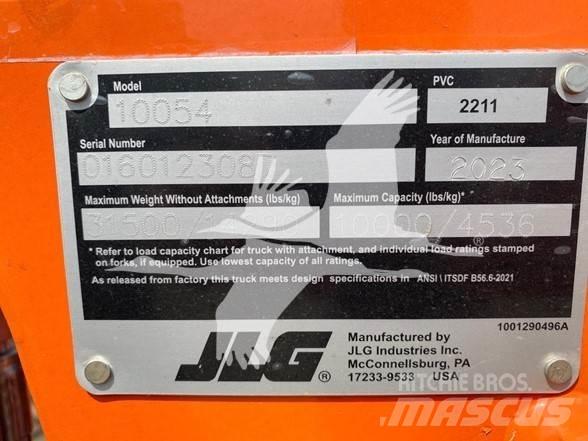 Model
PVC
10054
2211
Serial Number
Year of Manufacture
2023
Maximum Weight Without Attachments (lbs/kg)
Maximum Capacity (lbs/kg)
10000/4536
* Refer to load capacity chart for truck with attachment, and individual load ratings stamped
on forks, if equipped. Use lowest capacity of all ratings.
As released from factory this truck meets design specifications in ANSI \ ITSDF B56.6-2021
JLG®
Manufactured by
JLG Industries Inc.
McConnellsburg, PA
17233-9533 USA
1001290496A
RITCHIE BROS.
MASCUS